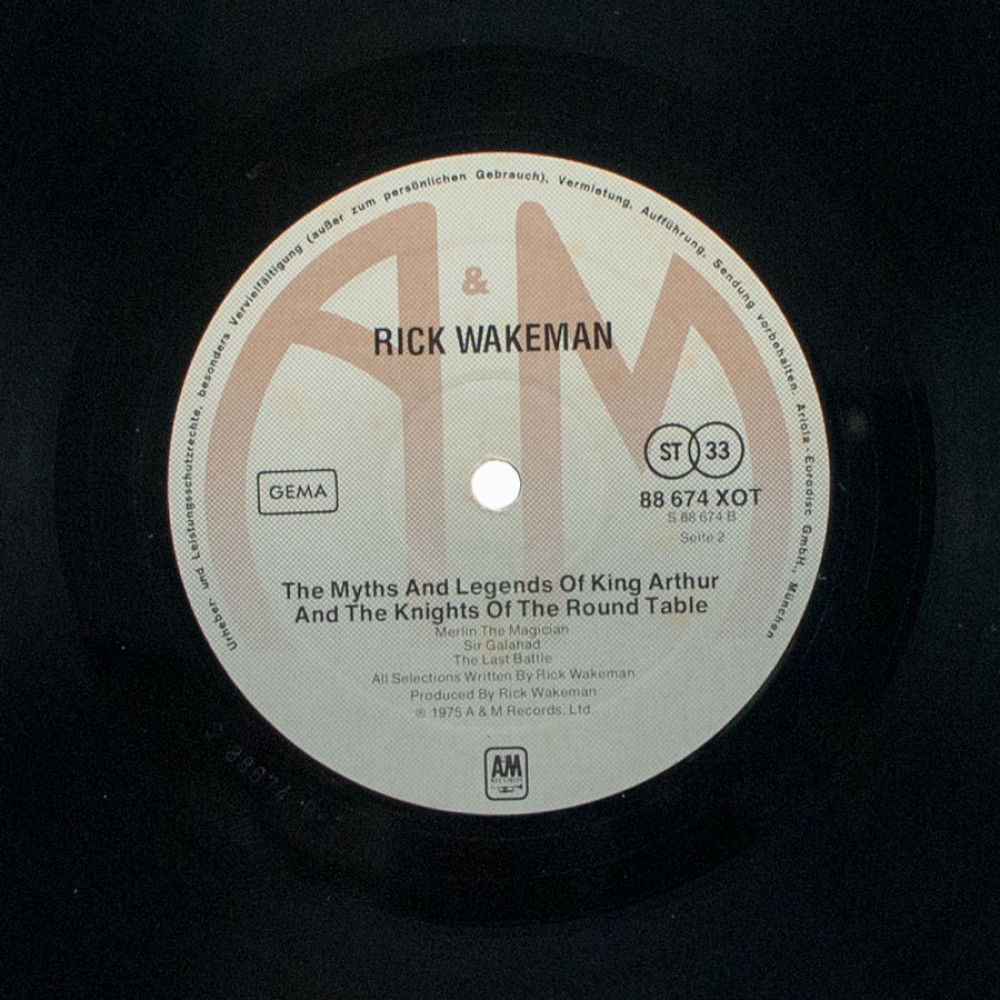 Urheber- und Leistungsschutzrechte, besonders Vervielfältigung (außer zum persönlichen Gebrauch), Vermietung, Aufführung, Sendung vorbehalten. Ariola-Eurodisc GmbH., München
A & M
RICK WAKEMAN
ST 33
GEMA
88 674 XOT
S 88 674 B
Seite 2
The Myths And Legends Of King Arthur
And The Knights Of The Round Table
Merlin The Magician
Sir Galahad
The Last Battle
All Selections Written By Rick Wakeman
Produced By Rick Wakeman
℗ 1975 A & M Records, Ltd.
AM
RECORDS